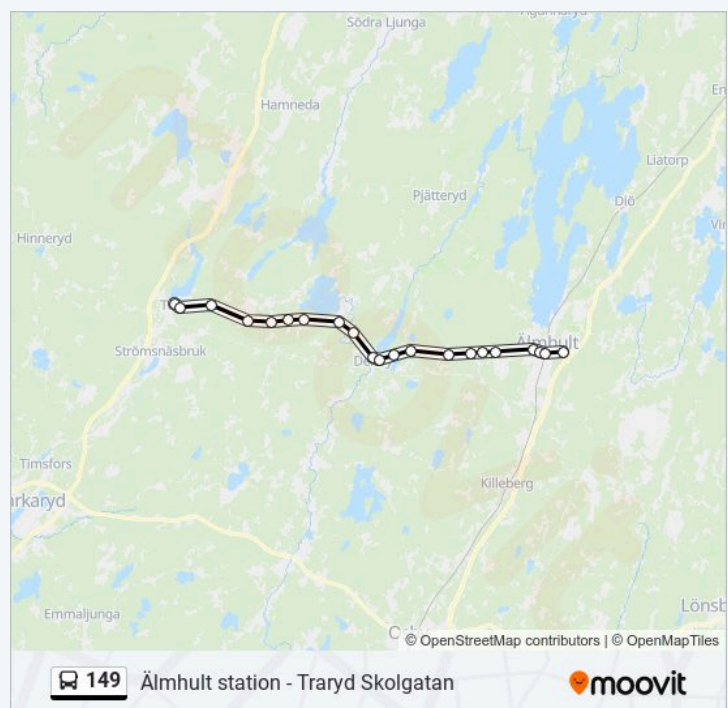 Södra Ljunga
Hamneda
En
Liatorp
Pjätteryd
Diö
Hinneryd
Strömsnäsbruk
Älmhult
Timsfors
Killeberg
arkaryd
Emmaljunga
Lönsb
© OpenStreetMap contributors | © OpenMapTiles
149 Älmhult station - Traryd Skolgatan moovit